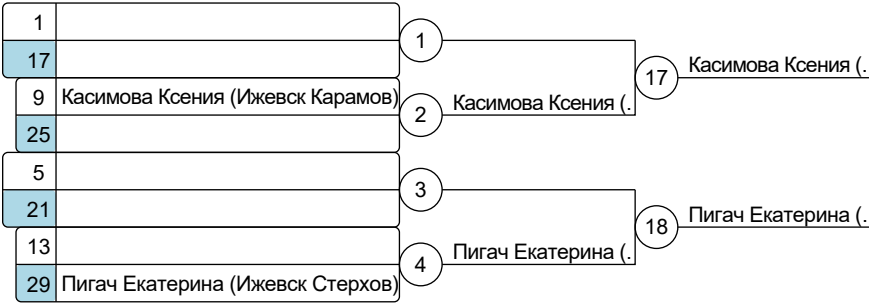 1
17
1
9 Касимова Ксения (Ижевск Карамов)
25
2
Касимова Ксения (.
17
Касимова Ксения (.
5
21
3
13
29 Пигач Екатерина (Ижевск Стерхов)
4
Пигач Екатерина (.
18
Пигач Екатерина (.